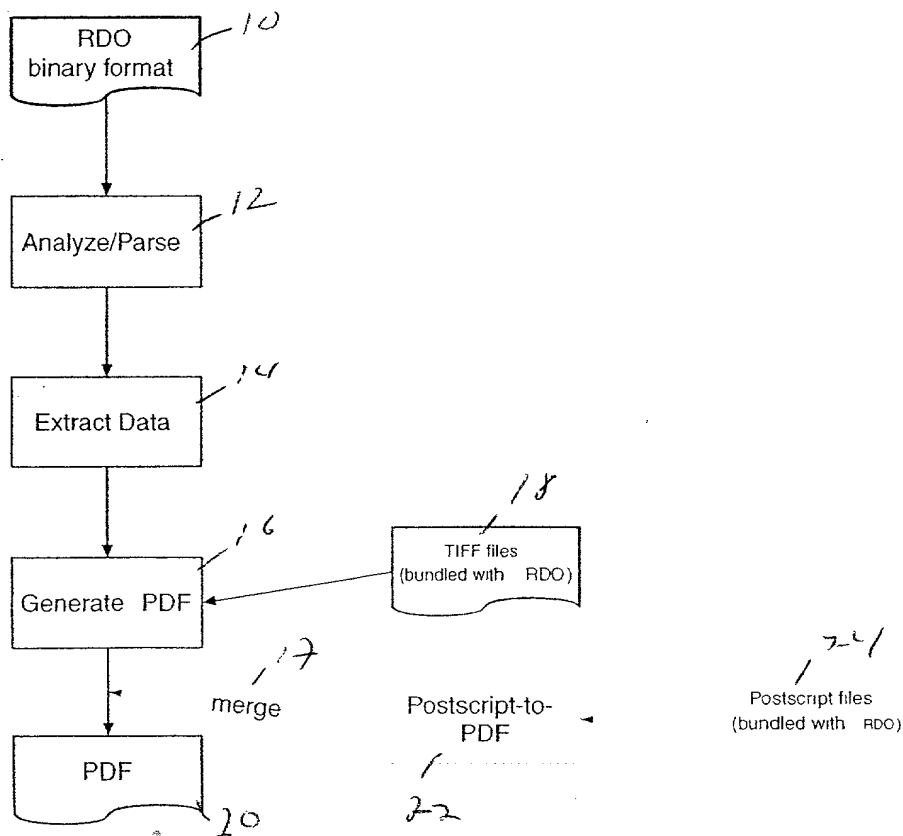 RDO
binary format
10
Analyze/Parse
12
Extract Data
14
Generate PDF
16
TIFF files
(bundled with RDO)
18
merge
17
Postscript-to-
PDF
22
Postscript files
(bundled with RDO)
24
PDF
20